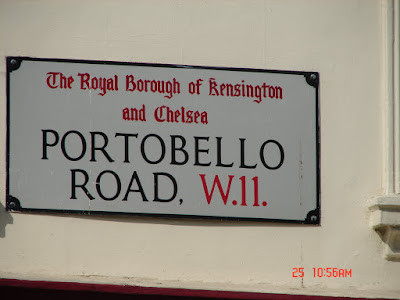 The Royal Borough of Kensington
and Chelsea
PORTOBELLO
ROAD, W.11.
25 10:56AM